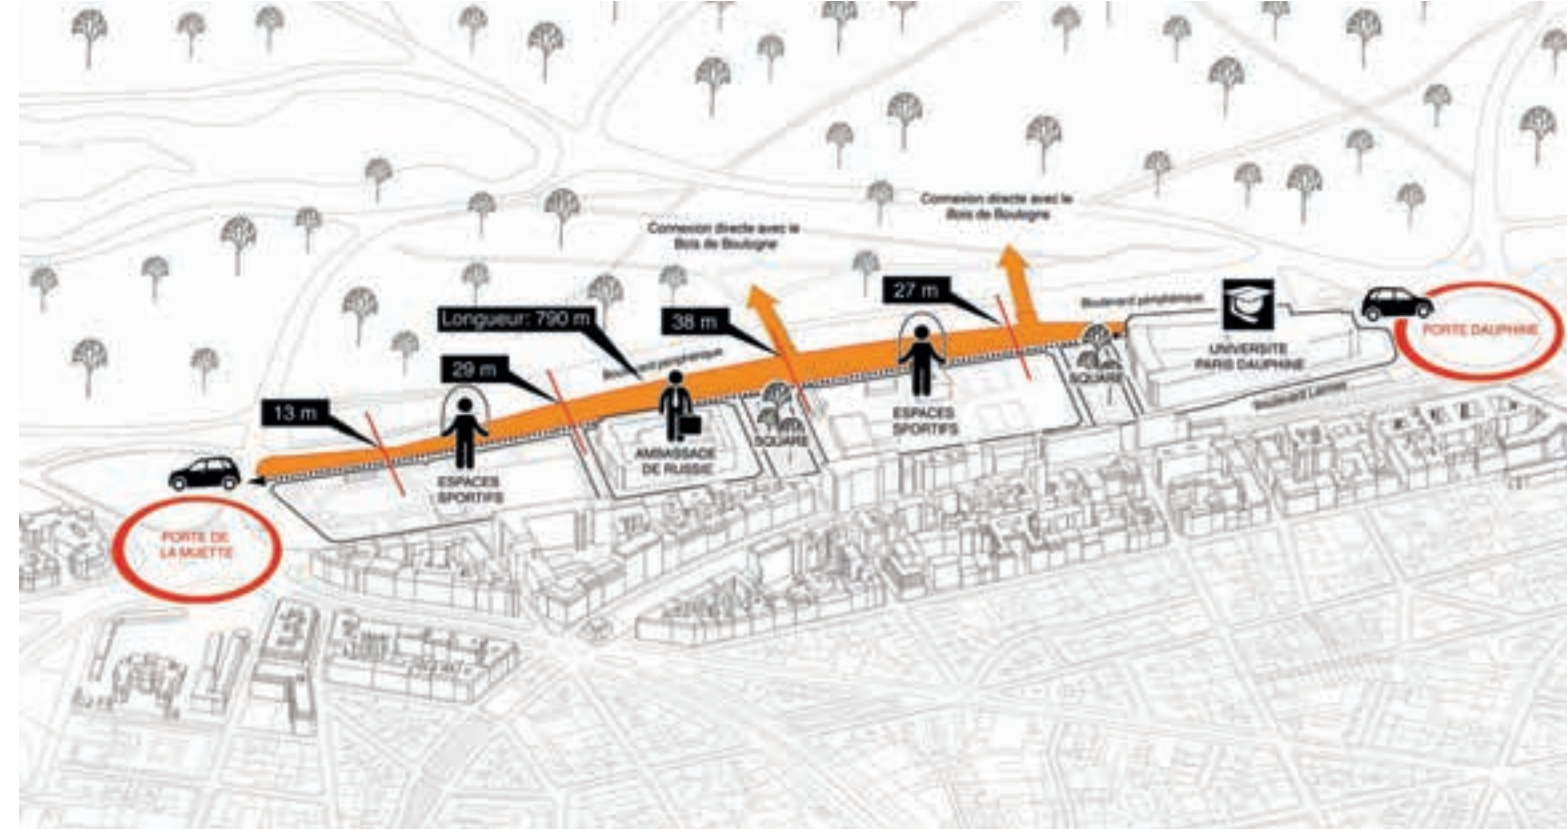 Connexion directe avec le
Bois de Boulogne
Connexion directe avec le
Bois de Boulogne
27 m
Boulevard périphérique
Longueur: 790 m
38 m
PORTE DAUPHINE
UNIVERSITE
PARIS DAUPHINE
Boulevard périphérique
29 m
SQUARE
Boulevard Lannes
13 m
ESPACES
SPORTIFS
SQUARE
AMBASSADE
DE RUSSIE
ESPACES
SPORTIFS
PORTE DE
LA MUETTE